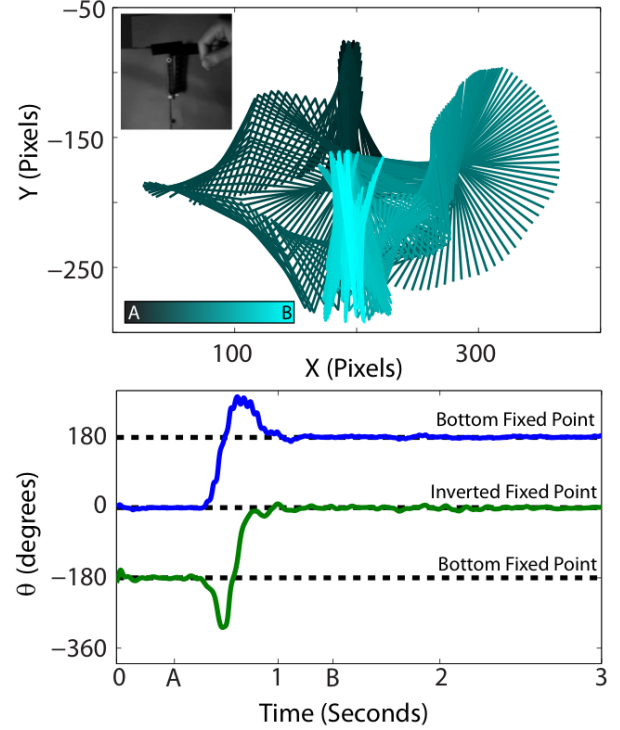 −50
−150
−250
Y (Pixels)
A
B
100
300
X (Pixels)
180
0
−180
−360
θ (degrees)
Bottom Fixed Point
Inverted Fixed Point
Bottom Fixed Point
0
A
1
B
2
3
Time (Seconds)